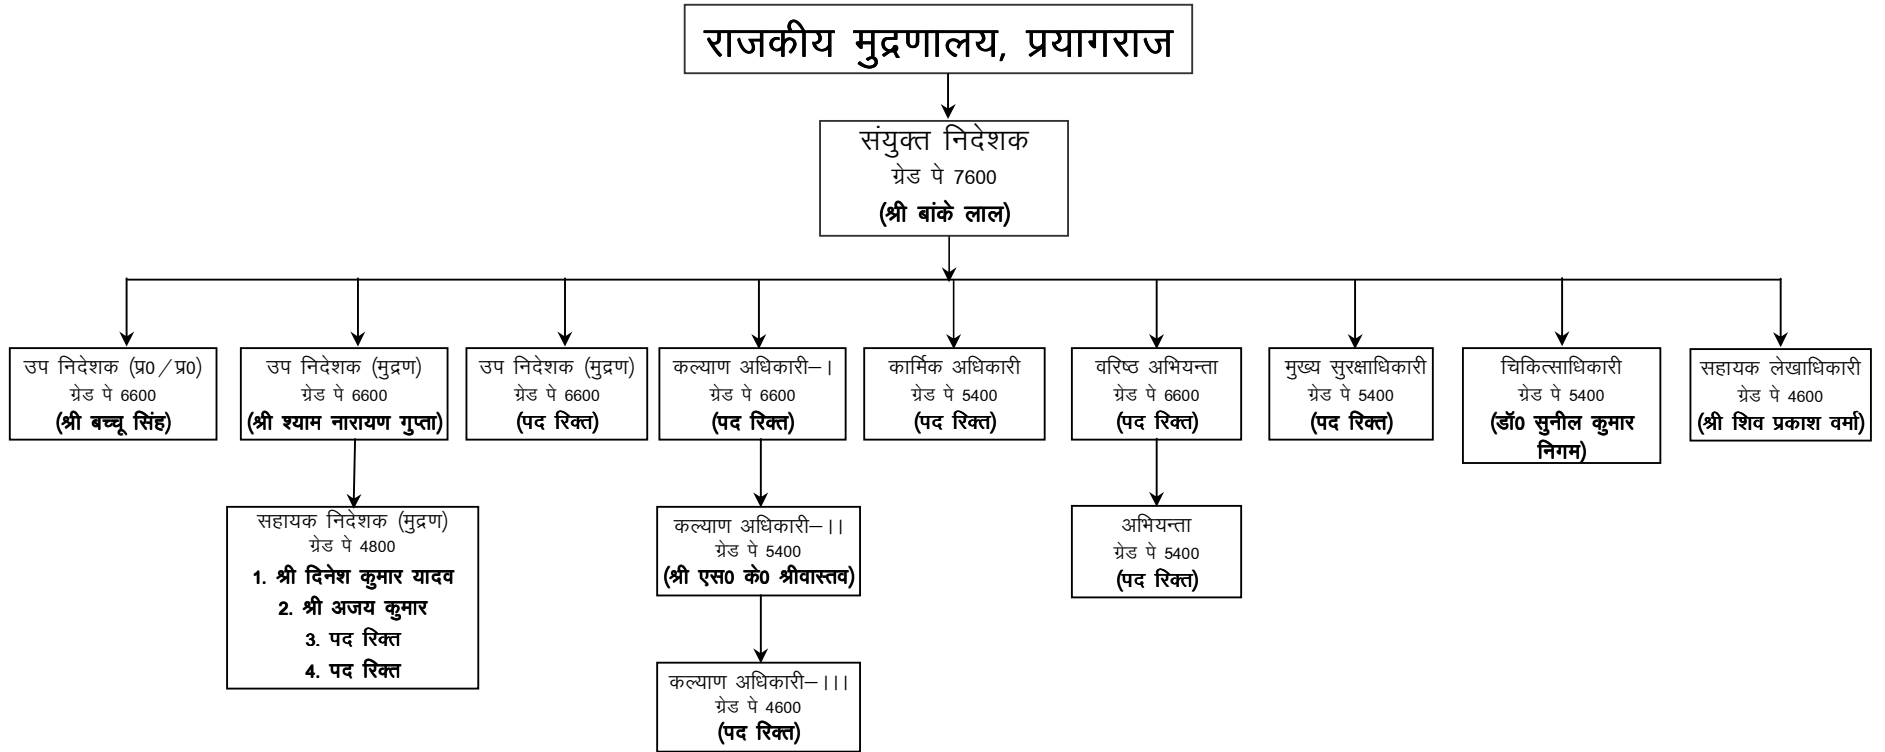 राजकीय मुद्रणालय, प्रयागराज
संयुक्त निदेशक
ग्रेड पे 7600
(श्री बांके लाल)
उप निदेशक (प्र0/प्र0)
ग्रेड पे 6600
(श्री बच्चू सिंह)
उप निदेशक (मुद्रण)
ग्रेड पे 6600
(श्री श्याम नारायण गुप्ता)
उप निदेशक (मुद्रण)
ग्रेड पे 6600
(पद रिक्त)
कल्याण अधिकारी–।
ग्रेड पे 6600
(पद रिक्त)
कार्मिक अधिकारी
ग्रेड पे 5400
(पद रिक्त)
वरिष्ठ अभियन्ता
ग्रेड पे 6600
(पद रिक्त)
मुख्य सुरक्षाधिकारी
ग्रेड पे 5400
(पद रिक्त)
चिकित्साधिकारी
ग्रेड पे 5400
(डॉ0 सुनील कुमार
निगम)
सहायक लेखाधिकारी
ग्रेड पे 4600
(श्री शिव प्रकाश वर्मा)
सहायक निदेशक (मुद्रण)
ग्रेड पे 4800
1. श्री दिनेश कुमार यादव
2. श्री अजय कुमार
3. पद रिक्त
4. पद रिक्त
कल्याण अधिकारी–।।
ग्रेड पे 5400
(श्री एस0 के0 श्रीवास्तव)
अभियन्ता
ग्रेड पे 5400
(पद रिक्त)
कल्याण अधिकारी–।।।
ग्रेड पे 4600
(पद रिक्त)